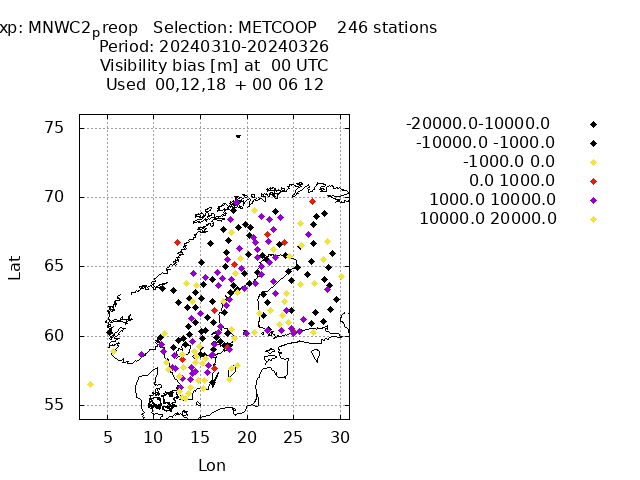 xp: MNWC2preop Selection: METCOOP 246 stations
Period: 20240310-20240326
Visibility bias [m] at 00 UTC
Used 00,12,18 + 00 06 12
-20000.0-10000.0
-10000.0 -1000.0
-1000.0 0.0
0.0 1000.0
1000.0 10000.0
10000.0 20000.0
75
70
65
60
55
Lat
5 10 15 20 25 30
Lon